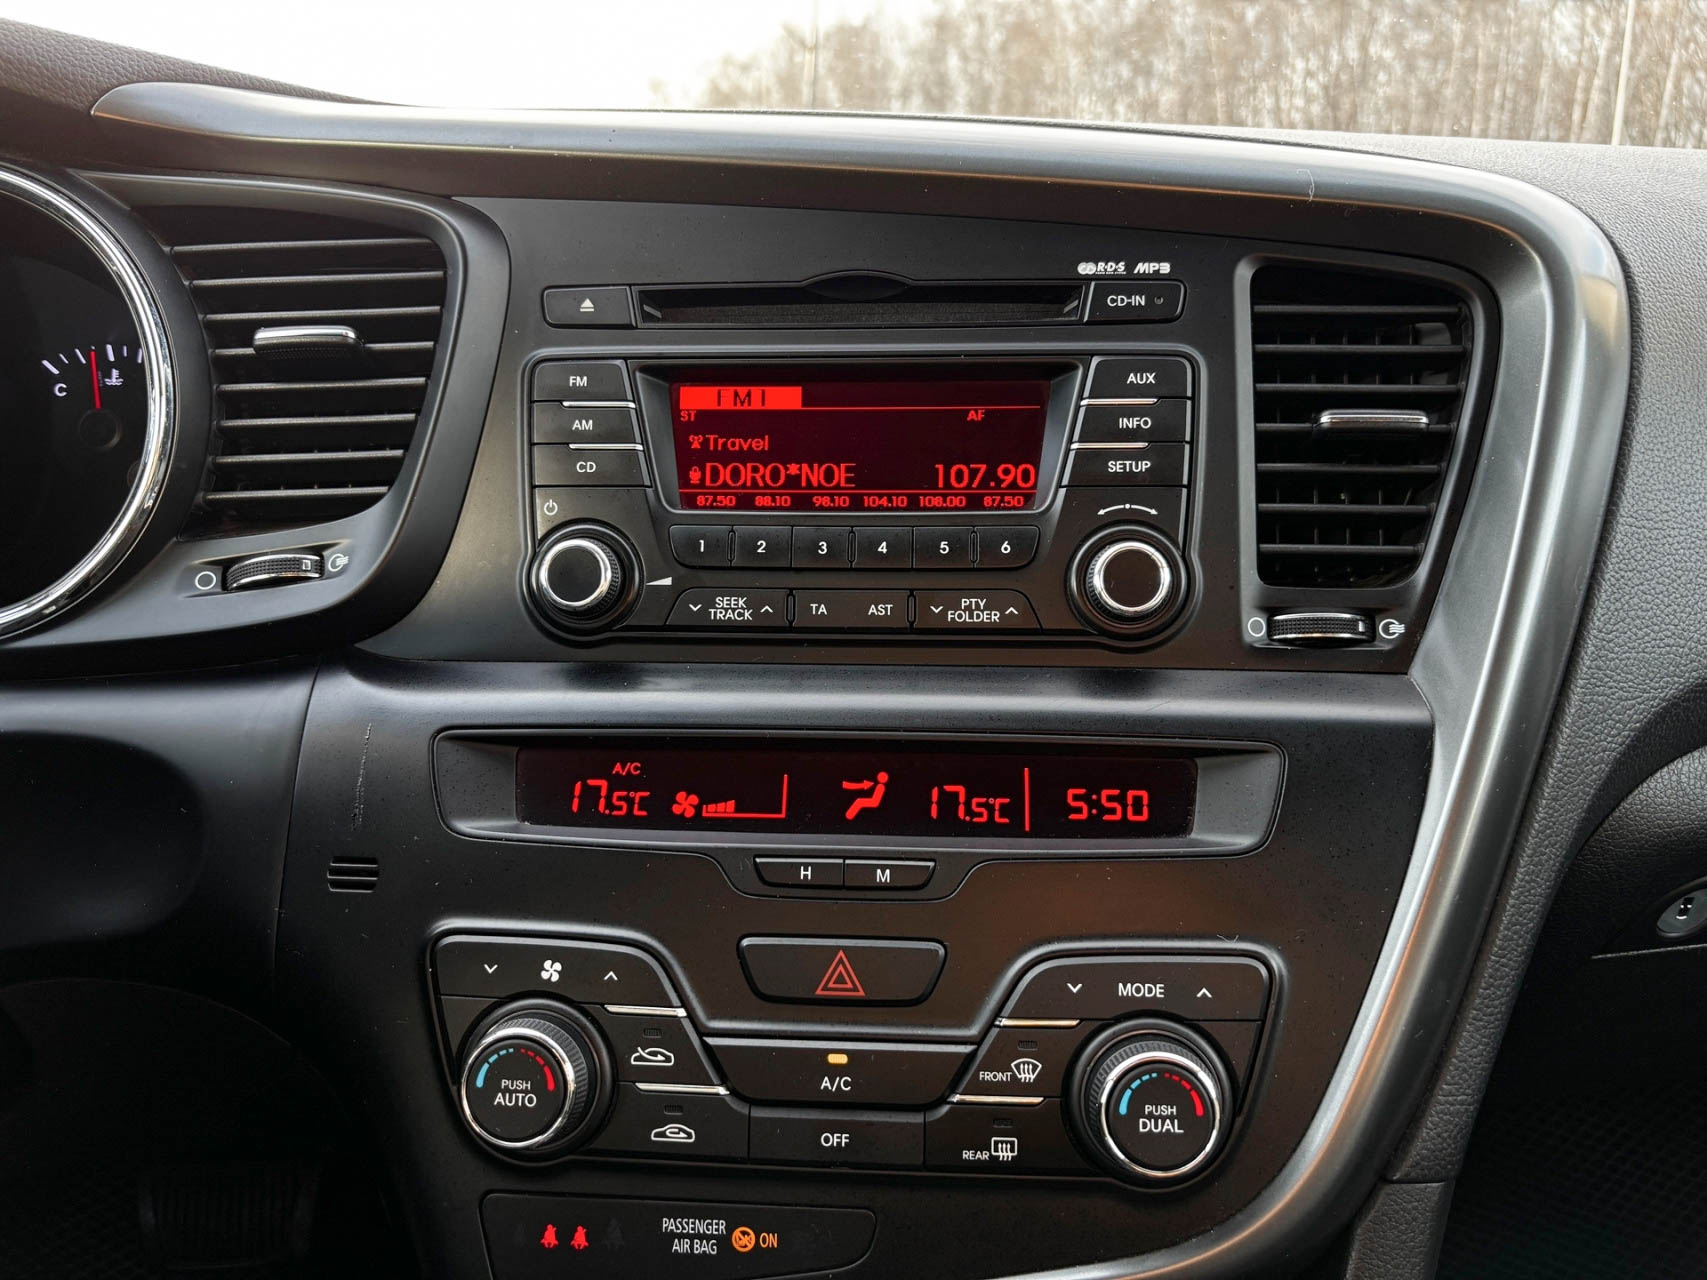 C
R·D·S MP3
CD-IN
FM
AM
CD
FM1
ST AF
Travel
DORO*NOE 107.90
87.50 88.10 98.10 104.10 108.00 87.50
AUX
INFO
SETUP
1 2 3 4 5 6
SEEK
TRACK
TA AST
PTY
FOLDER
A/C
17.5°C 17.5°C 5:50
H M
MODE
PUSH
AUTO
A/C
OFF
FRONT
REAR
PUSH
DUAL
PASSENGER
AIR BAG
ON